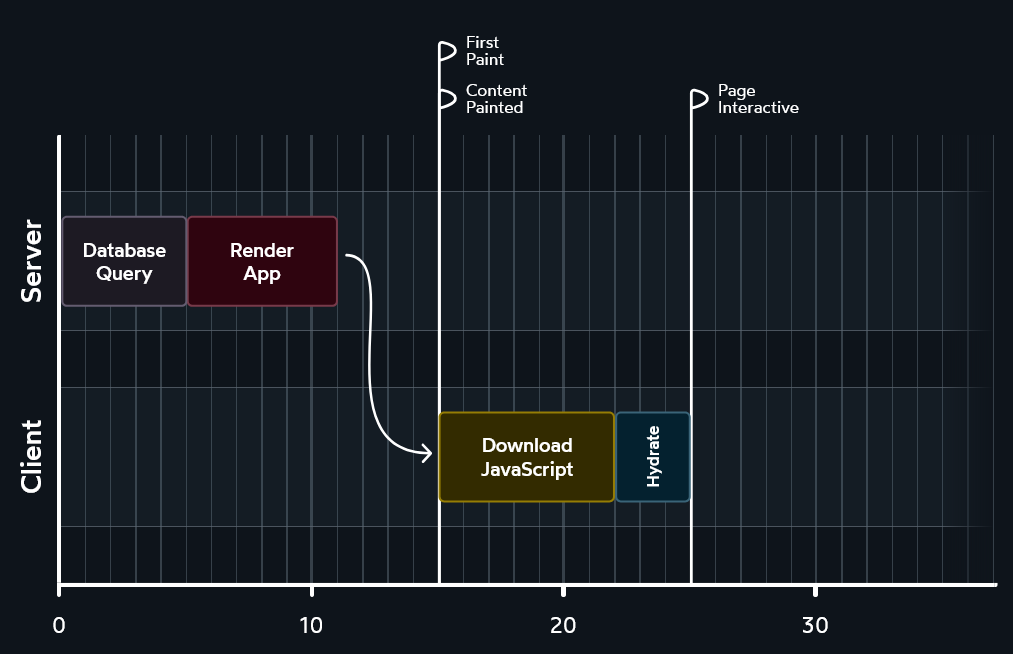 First
Paint
Content
Painted
Page
Interactive
Server
Database
Query
Render
App
Client
Download
JavaScript
Hydrate
0
10
20
30